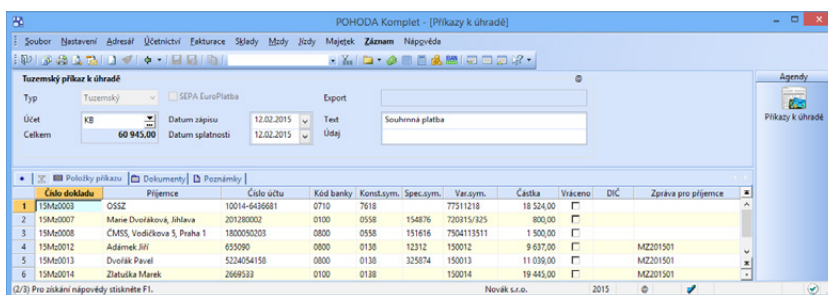 POHODA Komplet - [Příkazy k úhradě]
Soubor Nastavení Adresář Účetnictví Fakturace Sklady Mzdy Jízdy Majetek Záznam Nápověda
Tuzemský příkaz k úhradě @ Agendy
Typ Tuzemský SEPA EuroPlatba Export
Příkazy k úhradě
Účet KB Datum zápisu 12.02.2015 Text Souhrnná platba
Celkem 60 945,00 Datum splatnosti 12.02.2015 Údaj
Položky příkazu Dokumenty Poznámky
Číslo dokladu Příjemce Číslo účtu Kód banky Konst.sym. Spec.sym. Var.sym. Částka Vráceno DIČ Zpráva pro příjemce
1 15Mz0003 OSSZ 10014-6436681 0710 7618 77511218 18 524,00
2 15Mz0007 Marie Dvořáková, Jihlava 201280002 0100 0558 154876 720315/325 800,00
3 15Mz0008 ČMSS, Vodičkova 5, Praha 1 1800050203 0800 0558 151616 7504113511 1 500,00
4 15Mz0012 Adámek Jiří 655090 0800 0138 12312 150012 9 637,00 MZ201501
5 15Mz0013 Dvořák Pavel 5224054158 0800 0138 325874 150013 11 039,00 MZ201501
6 15Mz0014 Zlatuška Marek 2669533 0100 0138 150014 19 445,00 MZ201501
(2/3) Pro získání nápovědy stiskněte F1. Novák s.r.o. 2015 @